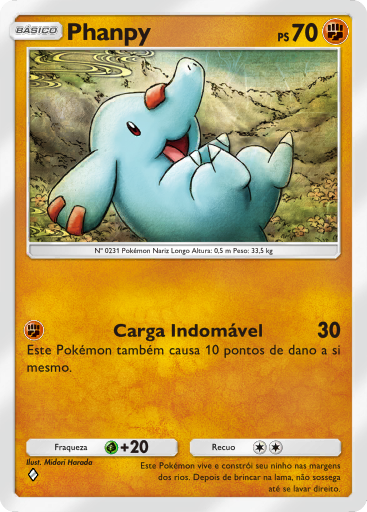 BÁSICO Phanpy PS 70
Nº 0231 Pokémon Nariz Longo Altura: 0,5 m Peso: 33,5 kg
Carga Indomável 30
Este Pokémon também causa 10 pontos de dano a si
mesmo.
Fraqueza +20 Recuo
Ilust. Midori Harada
Este Pokémon vive e constrói seu ninho nas margens
dos rios. Depois de brincar na lama, não sossega
até se lavar direito.